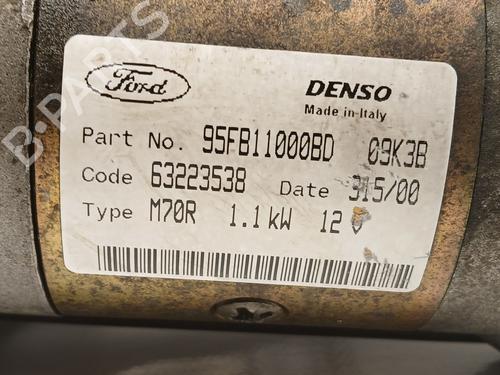 Ford
DENSO
Made in Italy
Part No. 95FB11000BD 09K3B
Code 63223538 Date 315/00
Type M70R 1.1kW 12 V
B-PARTS